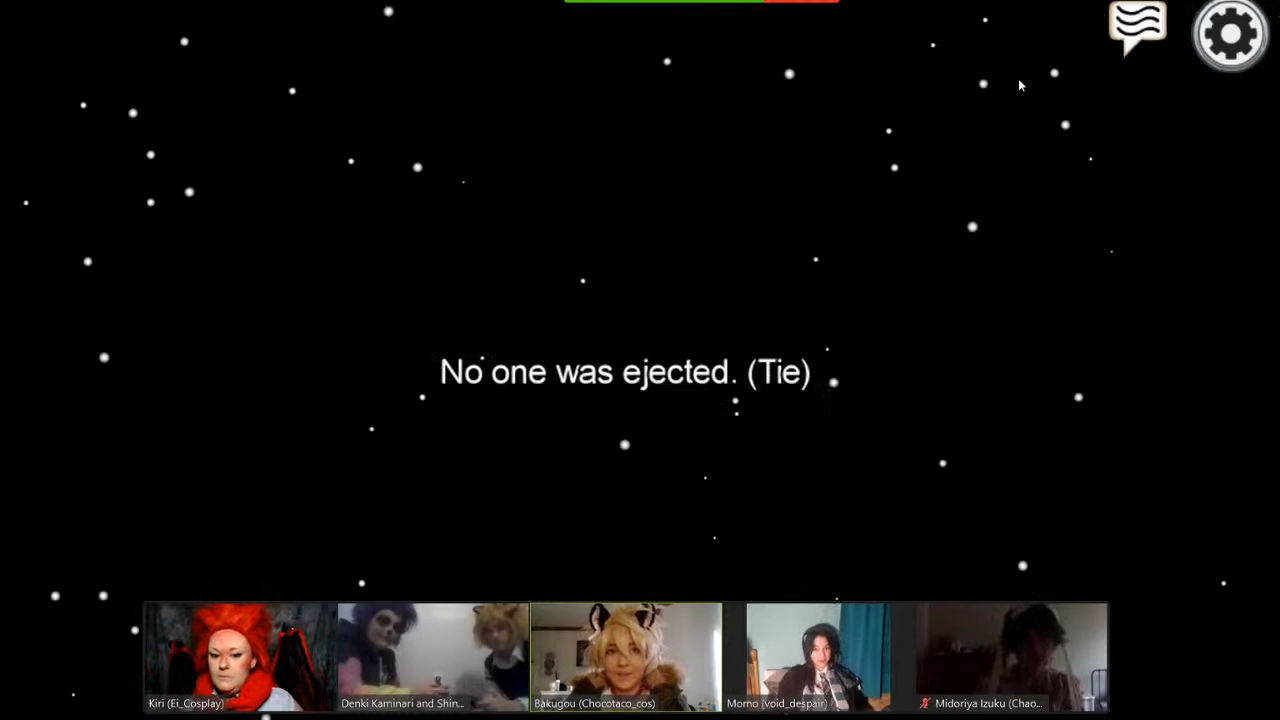 No one was ejected. (Tie)
Kiri (Ei_Cosplay)
Denki Kaminari and Shin...
Bakugou (Chocotaco_cos)
Momo (void_despair)
Midoriya Izuku (Chao...